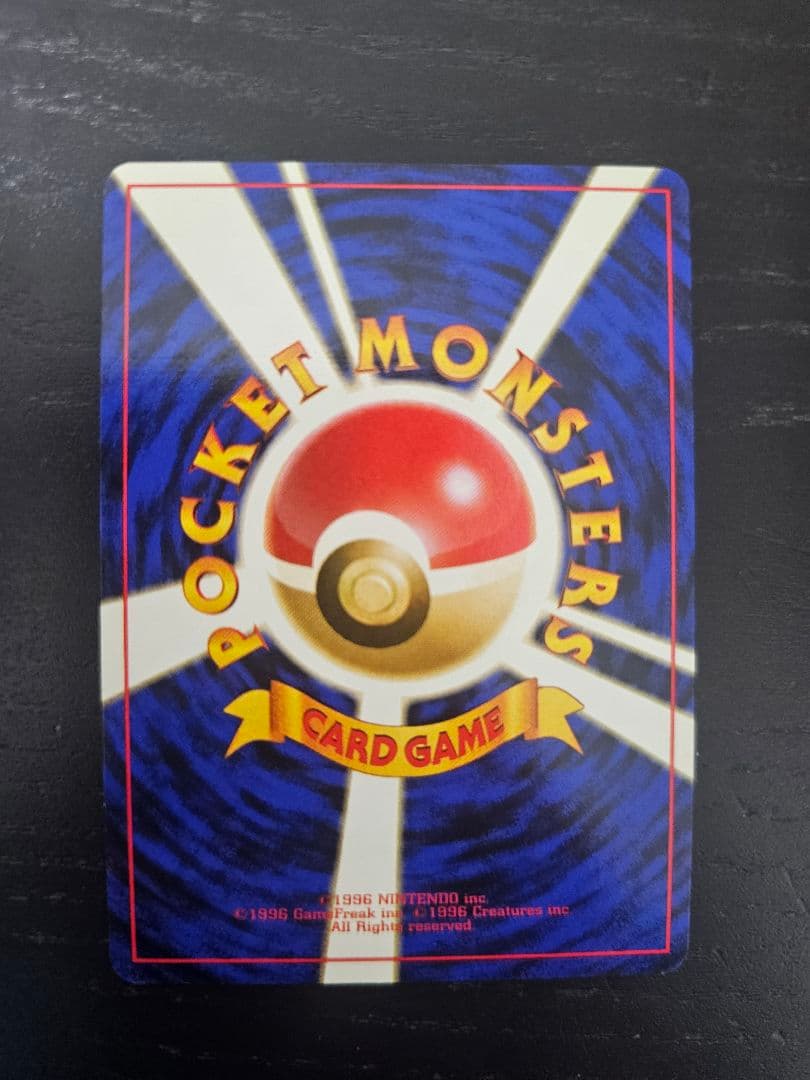 POCKET MONSTERS
CARD GAME
©1996 NINTENDO inc.
©1996 GameFreak inc. ©1996 Creatures inc.
All Rights reserved.